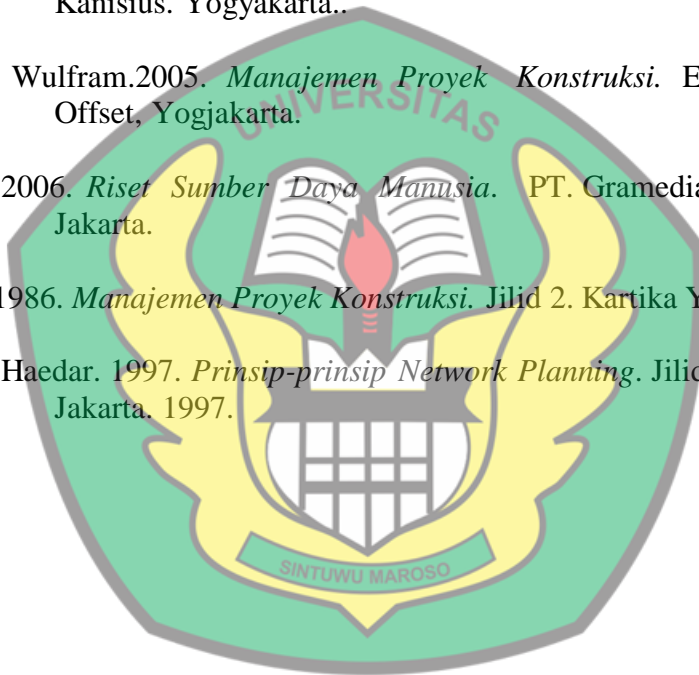 Kanisius. Yogyakarta..
Wulfram.2005. Manajemen Proyek Konstruksi. E
Offset, Yogjakarta.
UNIVERSITAS
2006. Riset Sumber Daya Manusia. PT. Gramedia
Jakarta.
1986. Manajemen Proyek Konstruksi. Jilid 2. Kartika Y
Haedar. 1997. Prinsip-prinsip Network Planning. Jilid
Jakarta. 1997.
SINTUWU MAROSO